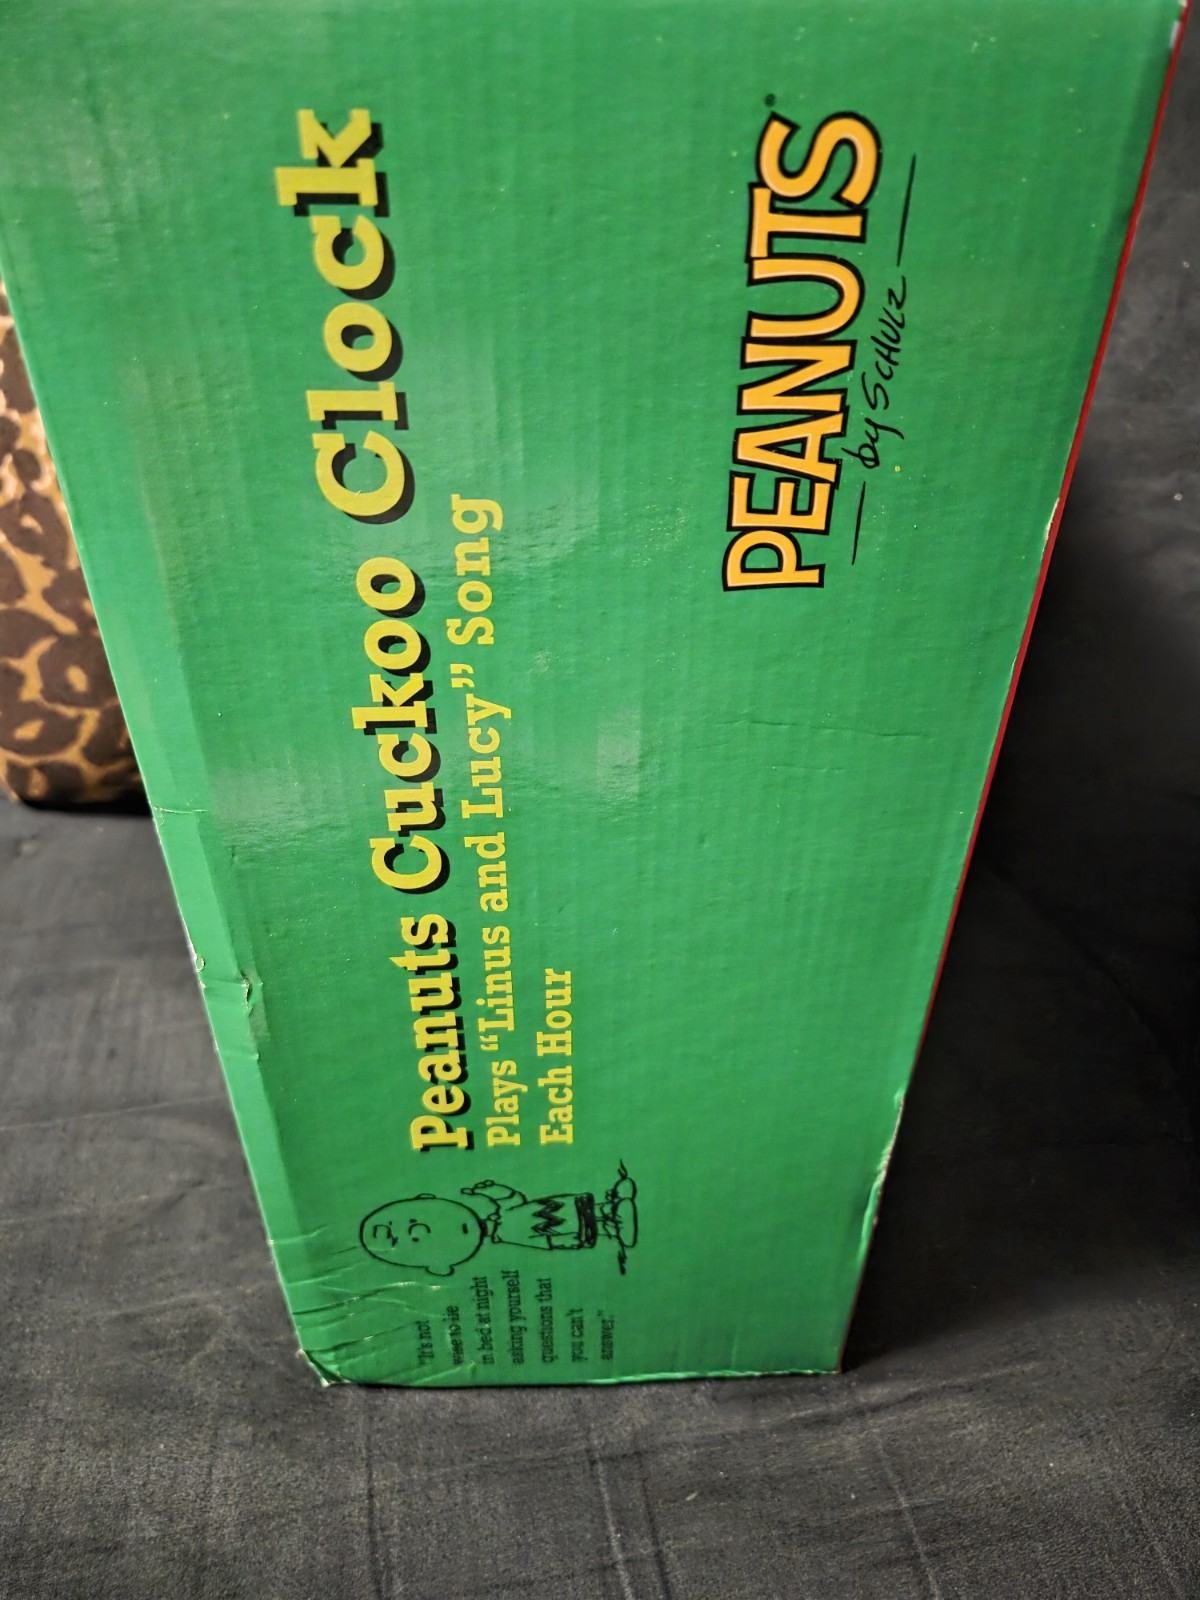 Peanuts Cuckoo Clock
Plays “Linus and Lucy” Song
Each Hour
"It's not
wise to lie
in bed at night
asking yourself
questions that
you can't
answer."
PEANUTS®
by SCHULZ